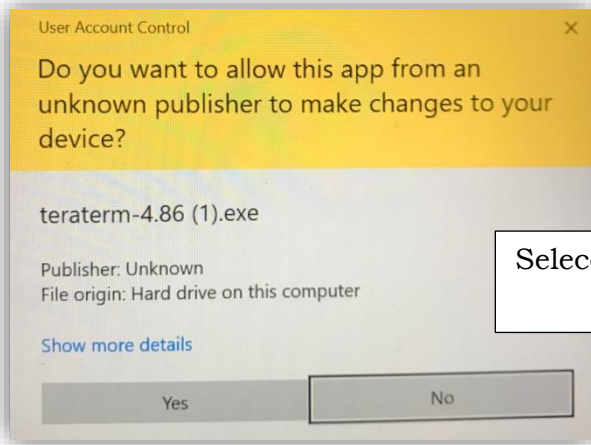 User Account Control
Do you want to allow this app from an
unknown publisher to make changes to your
device?
teraterm-4.86 (1).exe
Publisher: Unknown
File origin: Hard drive on this computer
Show more details
Yes
No